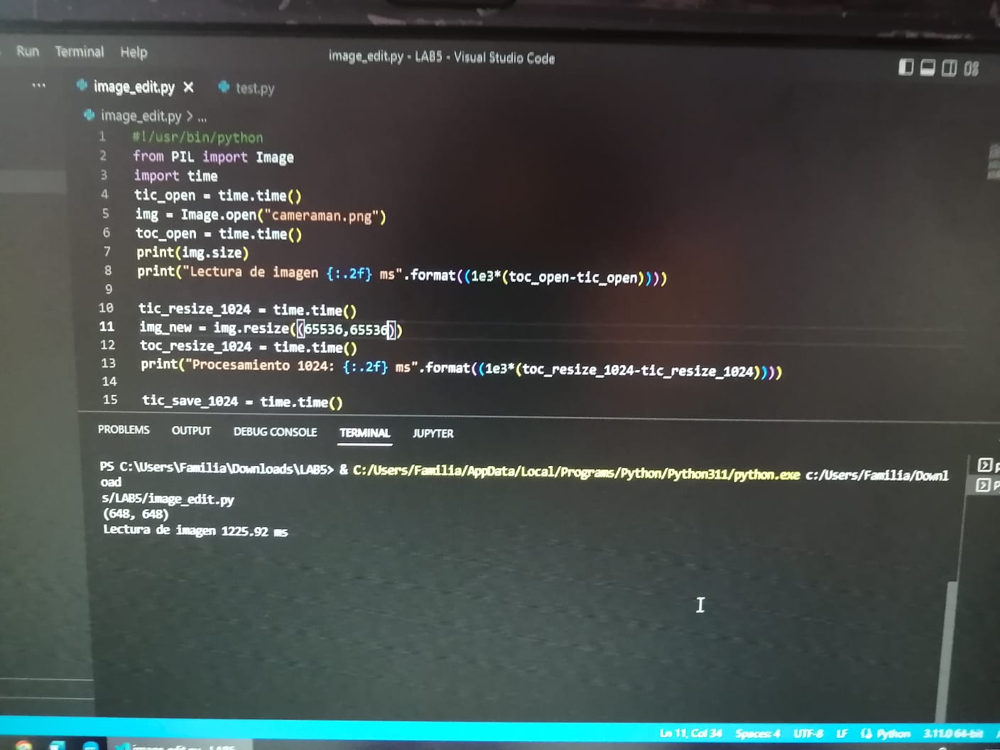 Run Terminal Help
image_edit.py - LAB5 - Visual Studio Code
... image_edit.py × test.py
image_edit.py > ...
1 #!/usr/bin/python
2 from PIL import Image
3 import time
4 tic_open = time.time()
5 img = Image.open("cameraman.png")
6 toc_open = time.time()
7 print(img.size)
8 print("Lectura de imagen {:.2f} ms".format((1e3*(toc_open-tic_open))))
9
10 tic_resize_1024 = time.time()
11 img_new = img.resize((65536,65536))
12 toc_resize_1024 = time.time()
13 print("Procesamiento 1024: {:.2f} ms".format((1e3*(toc_resize_1024-tic_resize_1024))))
14
15 tic_save_1024 = time.time()
PROBLEMS OUTPUT DEBUG CONSOLE TERMINAL JUPYTER
PS C:\Users\Familia\Downloads\LAB5> & C:/Users/Familia/AppData/Local/Programs/Python/Python311/python.exe c:/Users/Familia/Downl
oad
s/LAB5/image_edit.py
(648, 648)
Lectura de imagen 1225.92 ms
Ln 11, Col 34 Spaces: 4 UTF-8 LF Python 3.11.0 64-bit